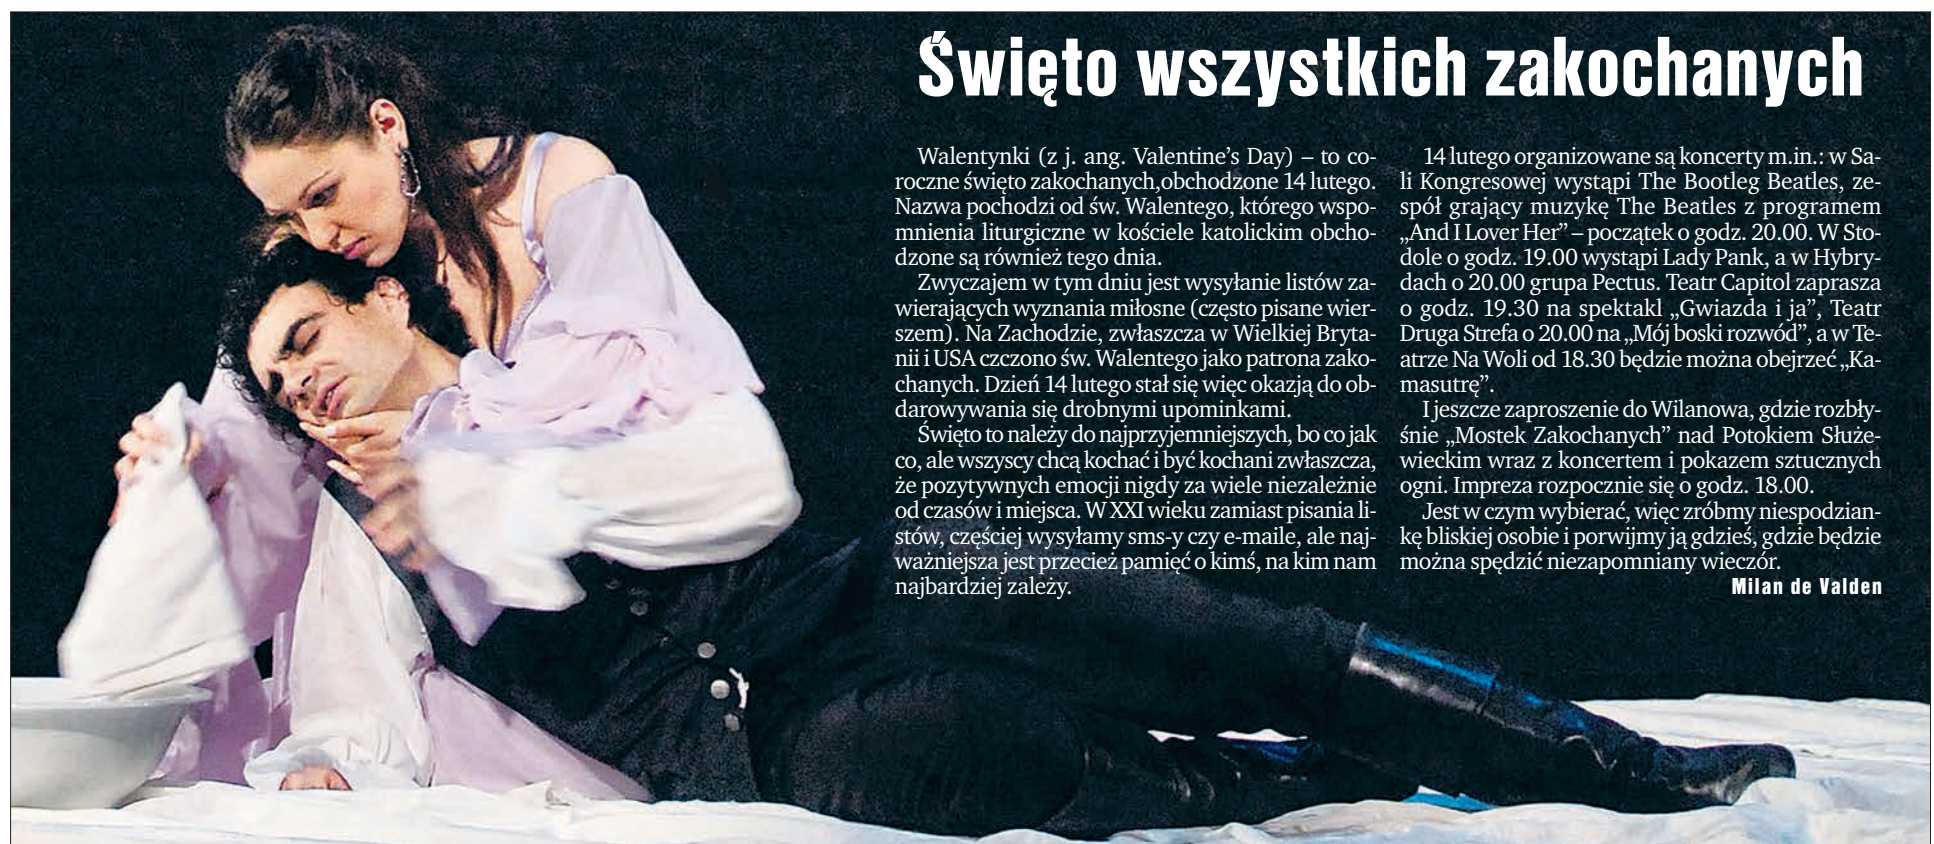 Święto wszystkich zakochanych
Walentynki (z j. ang. Valentine's Day) – to co-
roczne święto zakochanych,obchodzone 14 lutego.
Nazwa pochodzi od św. Walentego, którego wspo-
mnienia liturgiczne w kościele katolickim obcho-
dzone są również tego dnia.
Zwyczajem w tym dniu jest wysyłanie listów za-
wierających wyznania miłosne (często pisane wier-
szem). Na Zachodzie, zwłaszcza w Wielkiej Bryta-
nii i USA czczono św. Walentego jako patrona zako-
chanych. Dzień 14 lutego stał się więc okazją do ob-
darowywania się drobnymi upominkami.
Święto to należy do najprzyjemniejszych, bo co jak
co, ale wszyscy chcą kochać i być kochani zwłaszcza,
że pozytywnych emocji nigdy za wiele niezależnie
od czasów i miejsca. W XXI wieku zamiast pisania li-
stów, częściej wysyłamy sms-y czy e-maile, ale naj-
ważniejsza jest przecież pamięć o kimś, na kim nam
najbardziej zależy.
14 lutego organizowane są koncerty m.in.: w Sa-
li Kongresowej wystąpi The Bootleg Beatles, ze-
spół grający muzykę The Beatles z programem
„And I Lover Her” – początek o godz. 20.00. W Sto-
dole o godz. 19.00 wystąpi Lady Pank, a w Hybry-
dach o 20.00 grupa Pectus. Teatr Capitol zaprasza
o godz. 19.30 na spektakl „Gwiazda i ja”, Teatr
Druga Strefa o 20.00 na „Mój boski rozwód”, a w Te-
atrze Na Woli od 18.30 będzie można obejrzeć „Ka-
masutrę”.
I jeszcze zaproszenie do Wilanowa, gdzie rozbły-
śnie „Mostek Zakochanych” nad Potokiem Służe-
wieckim wraz z koncertem i pokazem sztucznych
ogni. Impreza rozpocznie się o godz. 18.00.
Jest w czym wybierać, więc zróbmy niespodzian-
kę bliskiej osobie i porwijmy ją gdzieś, gdzie będzie
można spędzić niezapomniany wieczór.
Milan de Valden